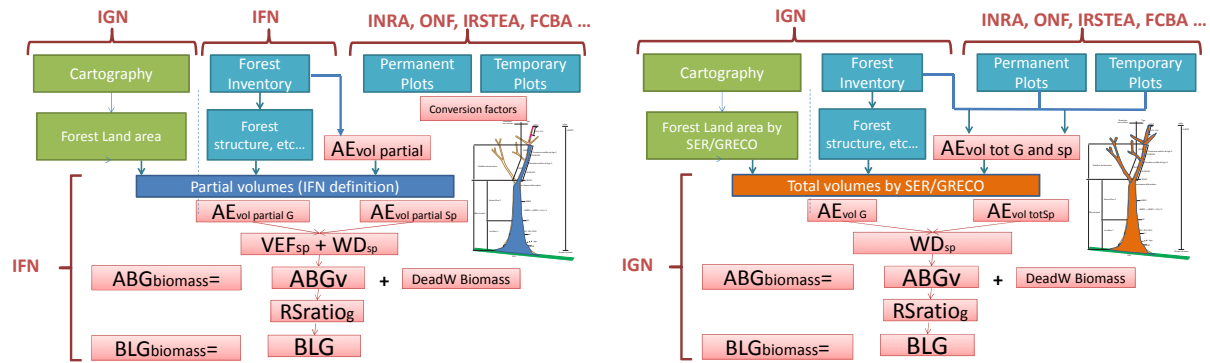 IGN
IFN
INRA, ONF, IRSTEA, FCBA ...
Cartography
Forest
Inventory
Permanent
Plots
Temporary
Plots
Conversion factors
Forest Land area
Forest
structure, etc...
AEvol partial
Partial volumes (IFN definition)
AEvol partial G
AEvol partial Sp
VEFsp + WDsp
IFN
ABGbiomass=
ABGv
+
DeadW Biomass
RSratiog
BLGbiomass=
BLG
IGN
INRA, ONF, IRSTEA, FCBA ...
Cartography
Forest
Inventory
Permanent
Plots
Temporary
Plots
Forest Land area by
SER/GRECO
Forest
structure, etc...
AEvol tot G and sp
Total volumes by SER/GRECO
AEvol G
AEvol totSp
WDsp
IGN
ABGbiomass=
ABGv
+
DeadW Biomass
RSratiog
BLGbiomass=
BLG